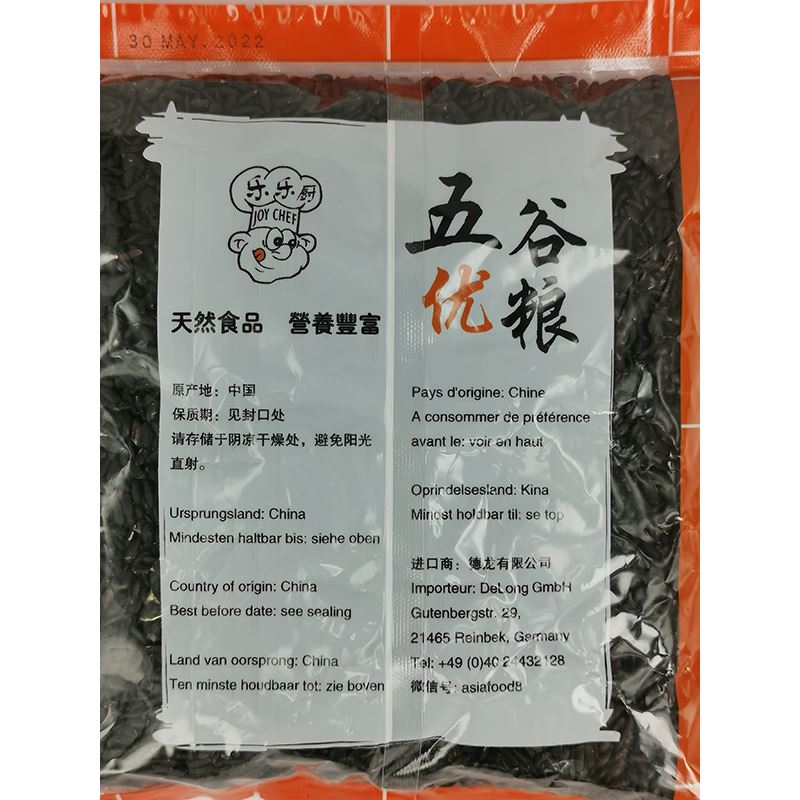 30 MAY. 2022
乐乐厨
JOY CHEF
五谷
优粮
天然食品 營養豐富
原产地：中国
保质期：见封口处
请存储于阴凉干燥处，避免阳光
直射。
Ursprungsland: China
Mindesten haltbar bis: siehe oben
Country of origin: China
Best before date: see sealing
Land van oorsprong: China
Ten minste houdbaar tot: zie boven
Pays d'origine: Chine
A consommer de préférence
avant le: voir en haut
Oprindelsesland: Kina
Mindst holdbar til: se top
进口商：德龙有限公司
Importeur: DeLong GmbH
Gutenbergstr. 29,
21465 Reinbek, Germany
Tel: +49 (0)40 24432128
微信号: asiafood8